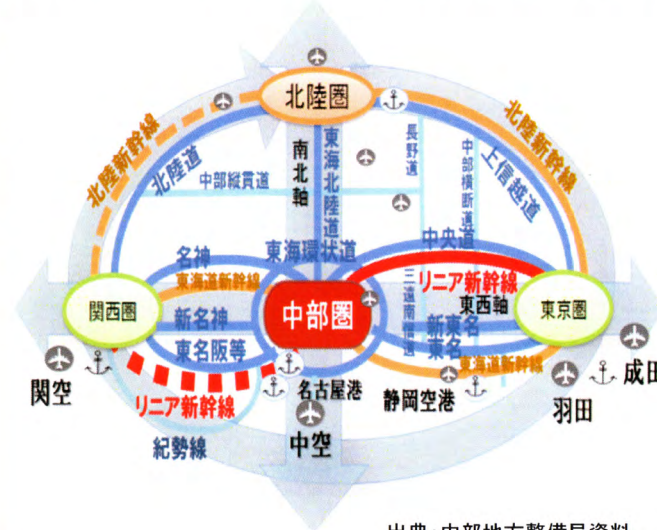 北陸圏
北陸新幹線
北陸道
中部縦貫道
南北軸
東海北陸道
長野道
中部横断道
上信越道
北陸新幹線
名神
東海環状道
中央道
東海道新幹線
リニア新幹線
関西圏
中部圏
三遠南信道
東西軸
東京圏
新名神
新東名
東名阪等
東名
東海道新幹線
関空
リニア新幹線
名古屋港
静岡空港
成田
羽田
紀勢線
中空
出典 中部地方整備局資料